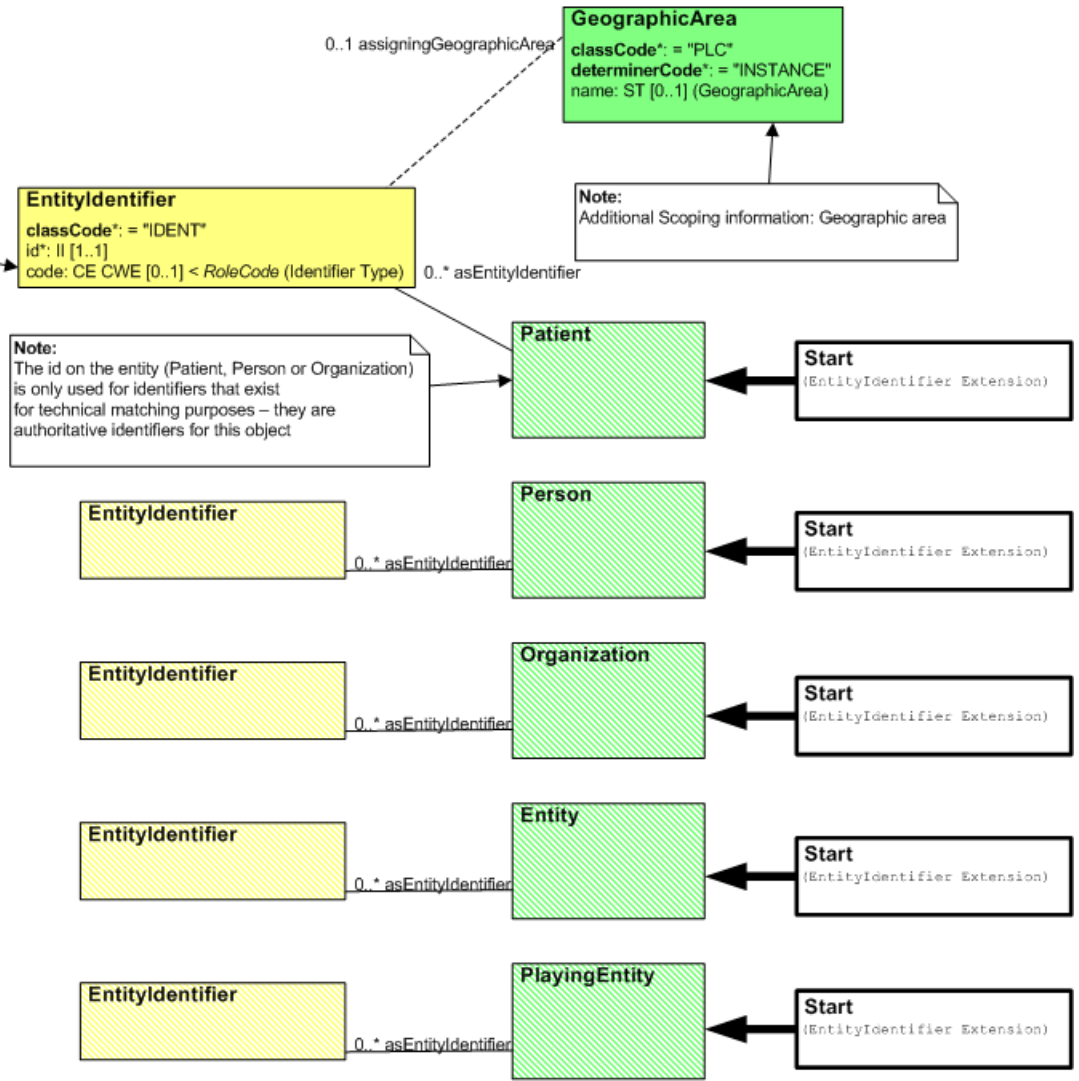 GeographicArea
0..1 assigningGeographicArea
classCode*: = "PLC"
determinerCode*: = "INSTANCE"
name: ST [0..1] (GeographicArea)
EntityIdentifier
classCode*: = "IDENT"
id*: II [1..1]
code: CE CWE [0..1] < RoleCode (Identifier Type)
0..* asEntityIdentifier
Note:
Additional Scoping information: Geographic area
Note:
The id on the entity (Patient, Person or Organization)
is only used for identifiers that exist
for technical matching purposes – they are
authoritative identifiers for this object
Patient
Start
(EntityIdentifier Extension)
EntityIdentifier
0..* asEntityIdentifier
Person
Start
(EntityIdentifier Extension)
EntityIdentifier
0..* asEntityIdentifier
Organization
Start
(EntityIdentifier Extension)
EntityIdentifier
0..* asEntityIdentifier
Entity
Start
(EntityIdentifier Extension)
EntityIdentifier
0..* asEntityIdentifier
PlayingEntity
Start
(EntityIdentifier Extension)